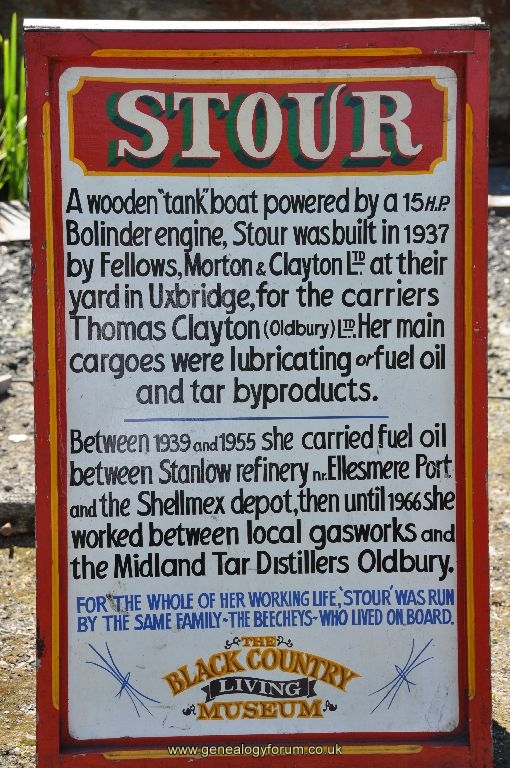 STOUR
A wooden "tank" boat powered by a 15 H.P.
Bolinder engine, Stour was built in 1937
by Fellows, Morton & Clayton LTD at their
yard in Uxbridge, for the carriers
Thomas Clayton (Oldbury) LTD. Her main
cargoes were lubricating or fuel oil
and tar byproducts.
Between 1939 and 1955 she carried fuel oil
between Stanlow refinery nr. Ellesmere Port
and the Shellmex depot, then until 1966 she
worked between local gasworks and
the Midland Tar Distillers Oldbury.
FOR THE WHOLE OF HER WORKING LIFE, 'STOUR' WAS RUN
BY THE SAME FAMILY - THE BEECHEYS - WHO LIVED ON BOARD.
THE
BLACK COUNTRY
LIVING
MUSEUM
www.genealogyforum.co.uk